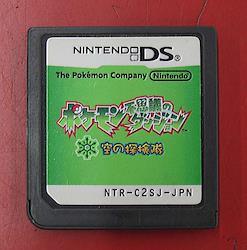 NINTENDO DS
The Pokémon Company Nintendo
ポケモン不思議のダンジョン
空の探検隊
NTR-C2SJ-JPN